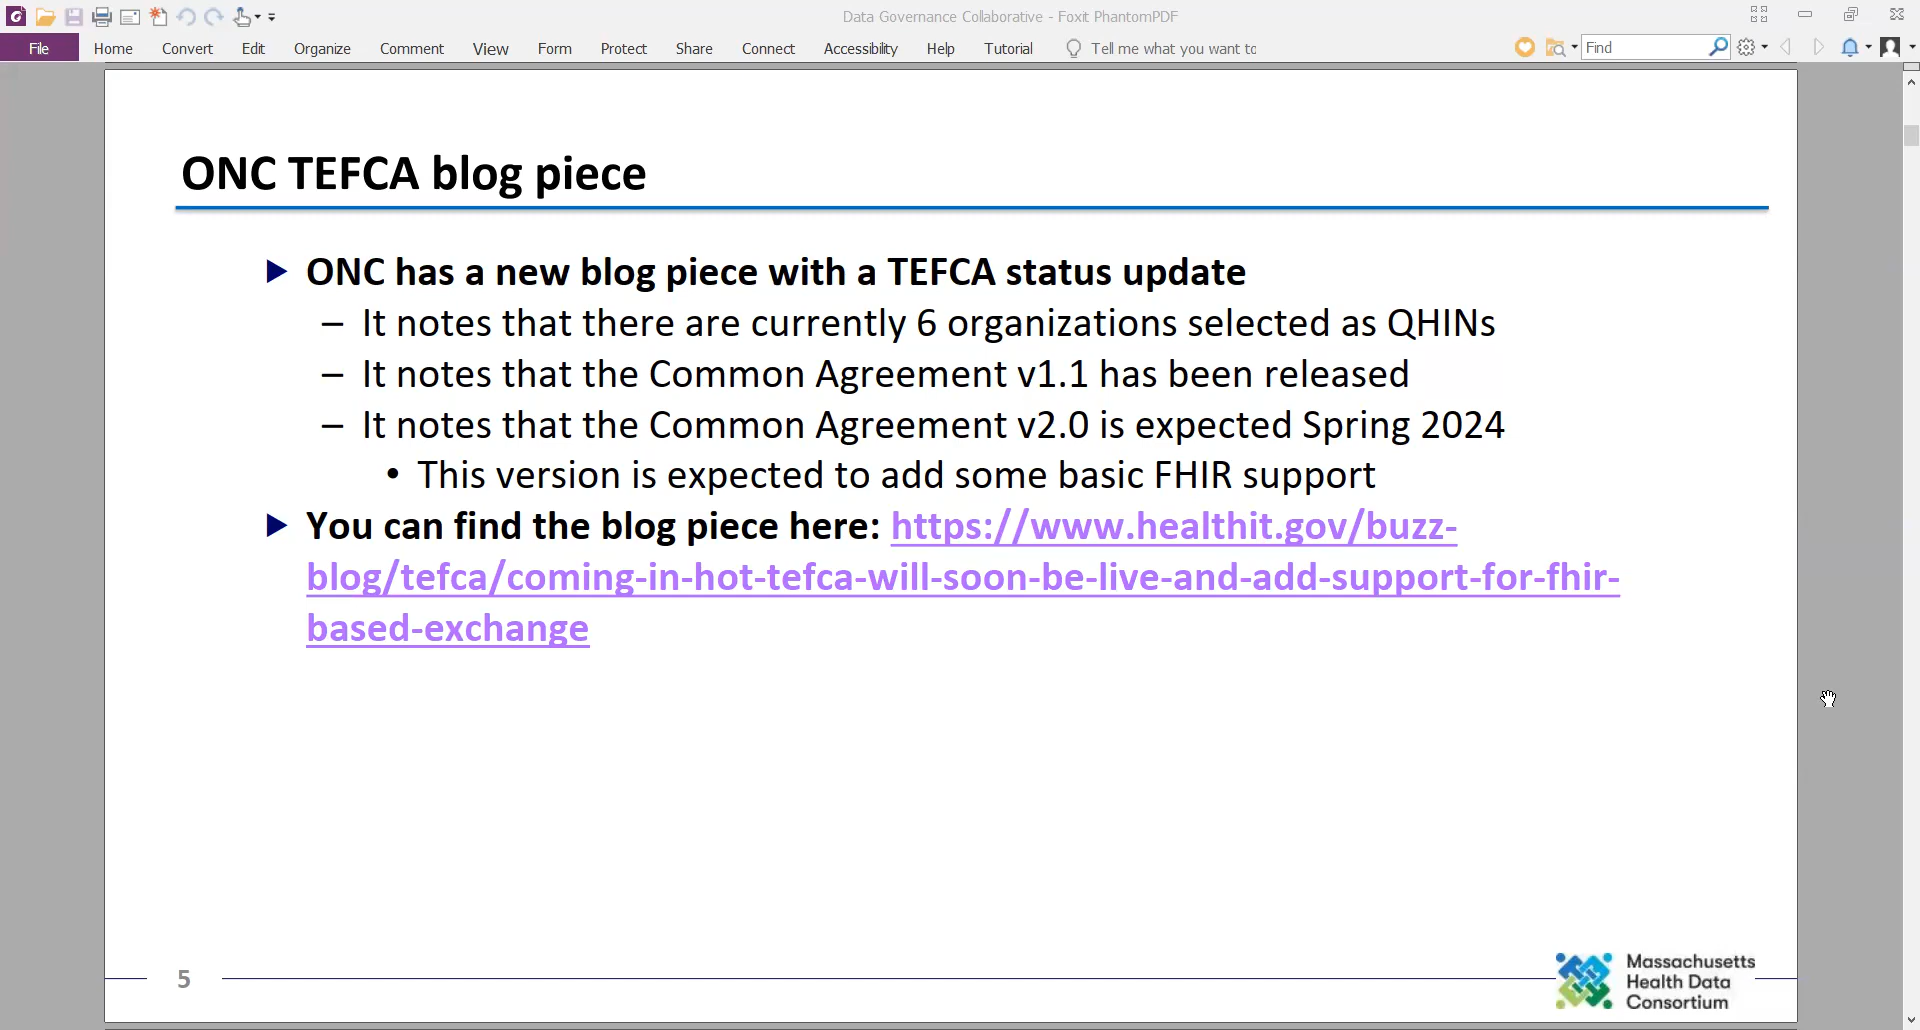 Data Governance Collaborative - Foxit PhantomPDF
File Home Convert Edit Organize Comment View Form Protect Share Connect Accessibility Help Tutorial Tell me what you want to Find
ONC TEFCA blog piece
▶ ONC has a new blog piece with a TEFCA status update
– It notes that there are currently 6 organizations selected as QHINs
– It notes that the Common Agreement v1.1 has been released
– It notes that the Common Agreement v2.0 is expected Spring 2024
• This version is expected to add some basic FHIR support
▶ You can find the blog piece here: https://www.healthit.gov/buzz-
blog/tefca/coming-in-hot-tefca-will-soon-be-live-and-add-support-for-fhir-
based-exchange
5
Massachusetts
Health Data
Consortium